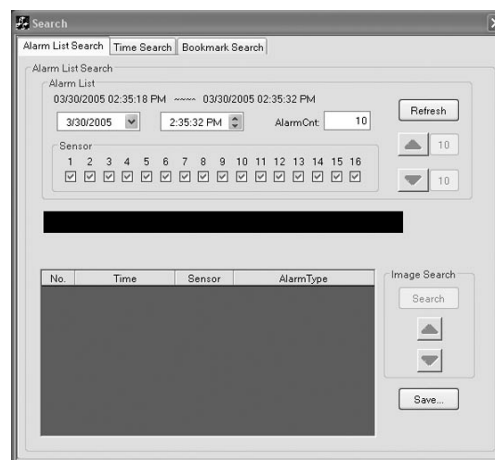 Search
Alarm List Search Time Search Bookmark Search
Alarm List Search
Alarm List
03/30/2005 02:35:18 PM ~~~~ 03/30/2005 02:35:32 PM
3/30/2005 2:35:32 PM AlarmCnt: 10 Refresh
Sensor
10
1 2 3 4 5 6 7 8 9 10 11 12 13 14 15 16
10
No. Time Sensor AlarmType
Image Search
Search
Save...